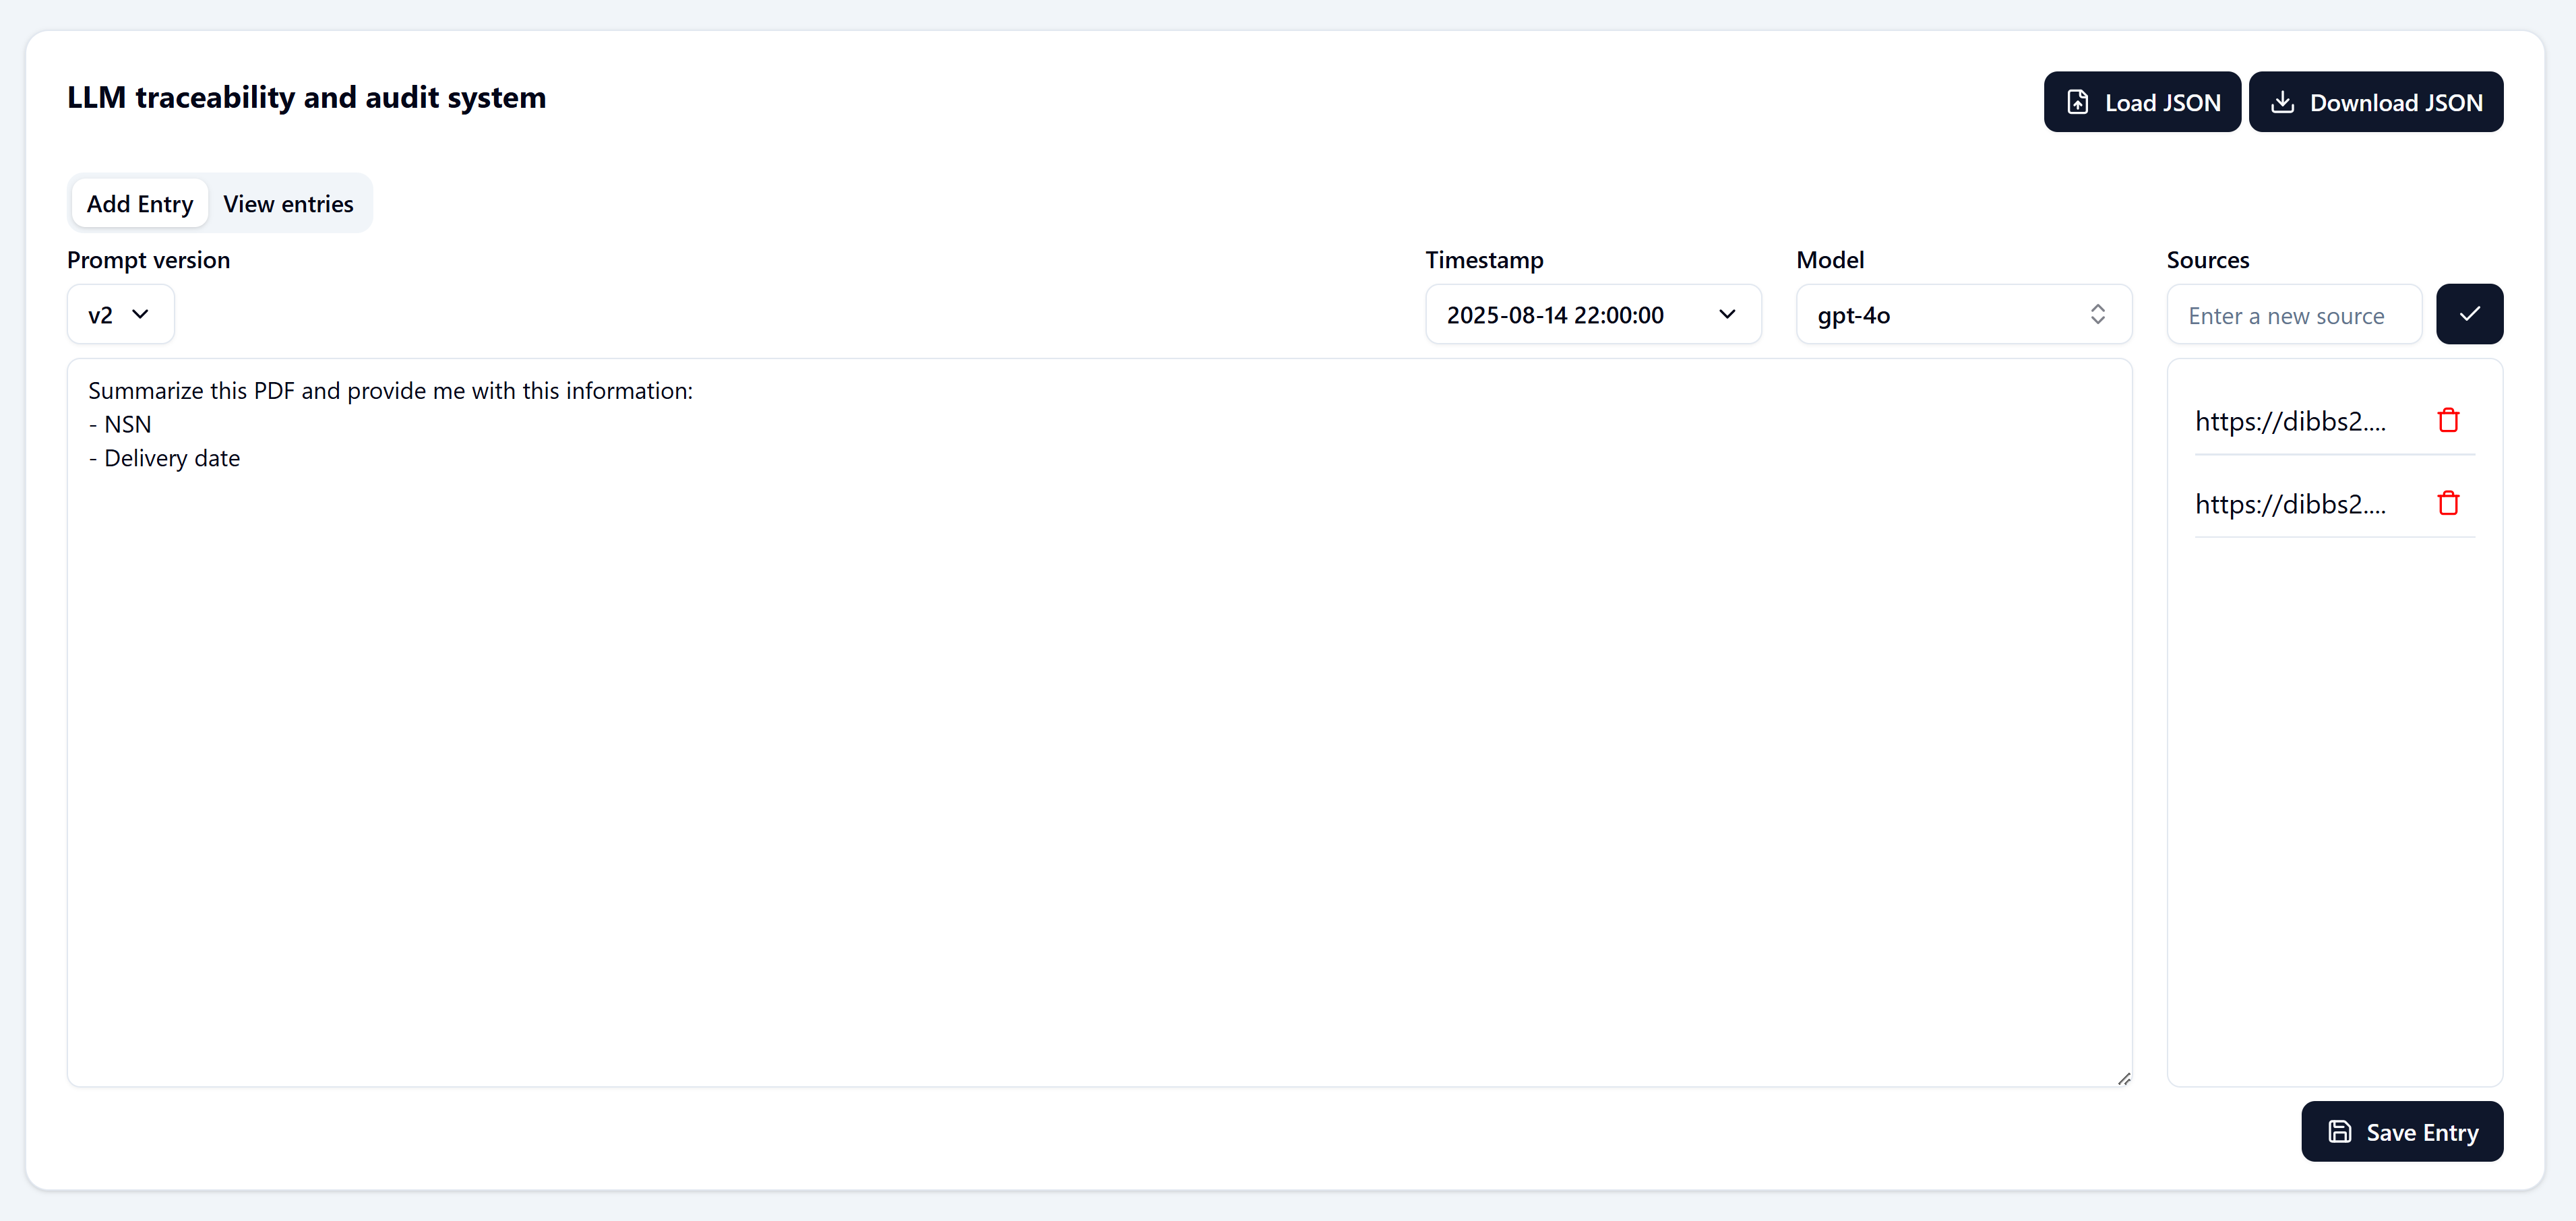 LLM traceability and audit system
Load JSON
Download JSON
Add Entry
View entries
Prompt version
Timestamp
Model
Sources
v2
2025-08-14 22:00:00
gpt-4o
Enter a new source
Summarize this PDF and provide me with this information:
- NSN
- Delivery date
https://dibbs2....
https://dibbs2....
Save Entry